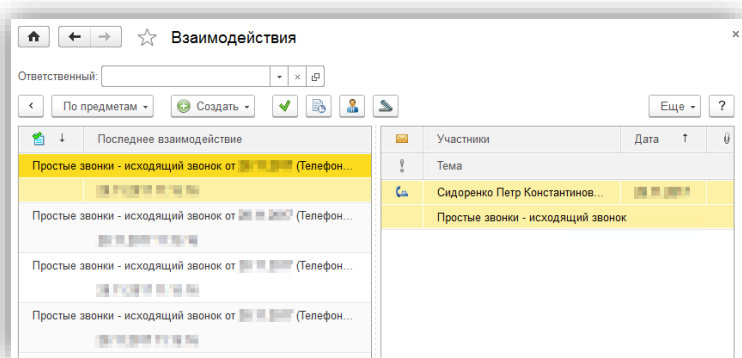 Взаимодействия
Ответственный:
По предметам Создать Еще ?
Последнее взаимодействие
Простые звонки - исходящий звонок от (Телефон...
Простые звонки - исходящий звонок от (Телефон...
Простые звонки - исходящий звонок от (Телефон...
Простые звонки - исходящий звонок от (Телефон...
Участники Дата
Тема
Сидоренко Петр Константинов...
Простые звонки - исходящий звонок